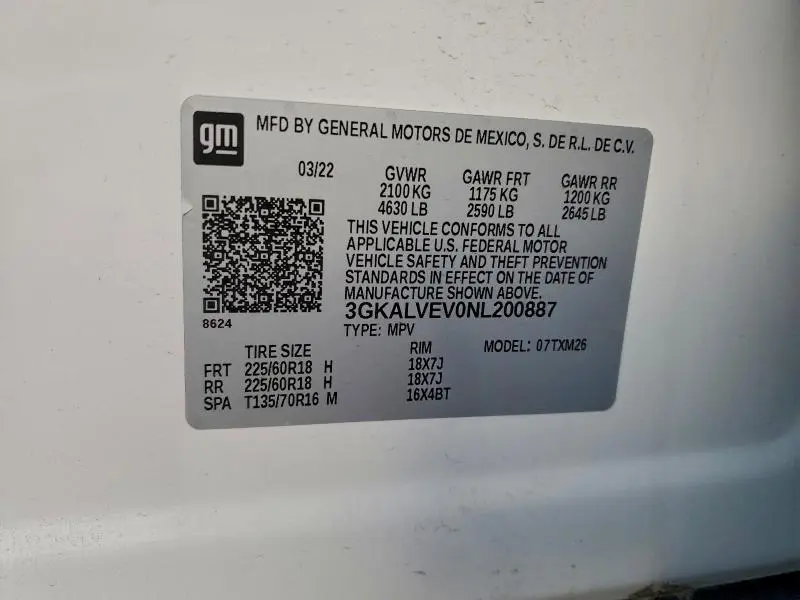 gm
MFD BY GENERAL MOTORS DE MEXICO, S. DE R.L. DE C.V.
03/22
GVWR GAWR FRT GAWR RR
2100 KG 1175 KG 1200 KG
4630 LB 2590 LB 2645 LB
THIS VEHICLE CONFORMS TO ALL
APPLICABLE U.S. FEDERAL MOTOR
VEHICLE SAFETY AND THEFT PREVENTION
STANDARDS IN EFFECT ON THE DATE OF
MANUFACTURE SHOWN ABOVE.
3GKALVEV0NL200887
8624
TYPE: MPV
TIRE SIZE RIM MODEL: 07TXM26
FRT 225/60R18 H 18X7J
RR 225/60R18 H 18X7J
SPA T135/70R16 M 16X4BT